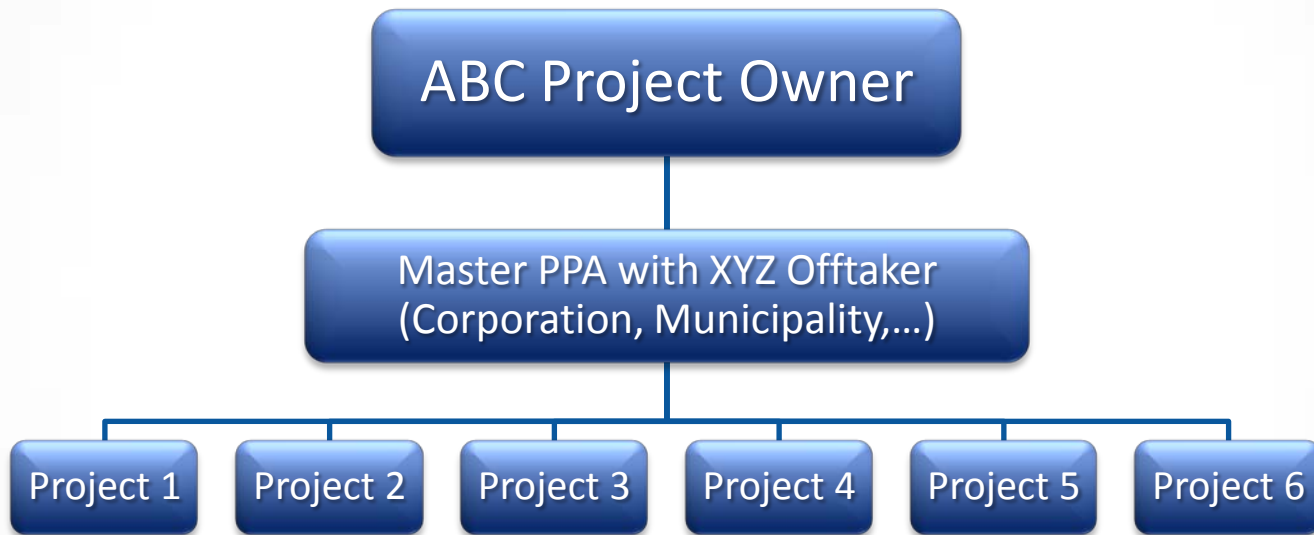 ABC Project Owner
Master PPA with XYZ Offtaker
(Corporation, Municipality,...)
Project 1
Project 2
Project 3
Project 4
Project 5
Project 6